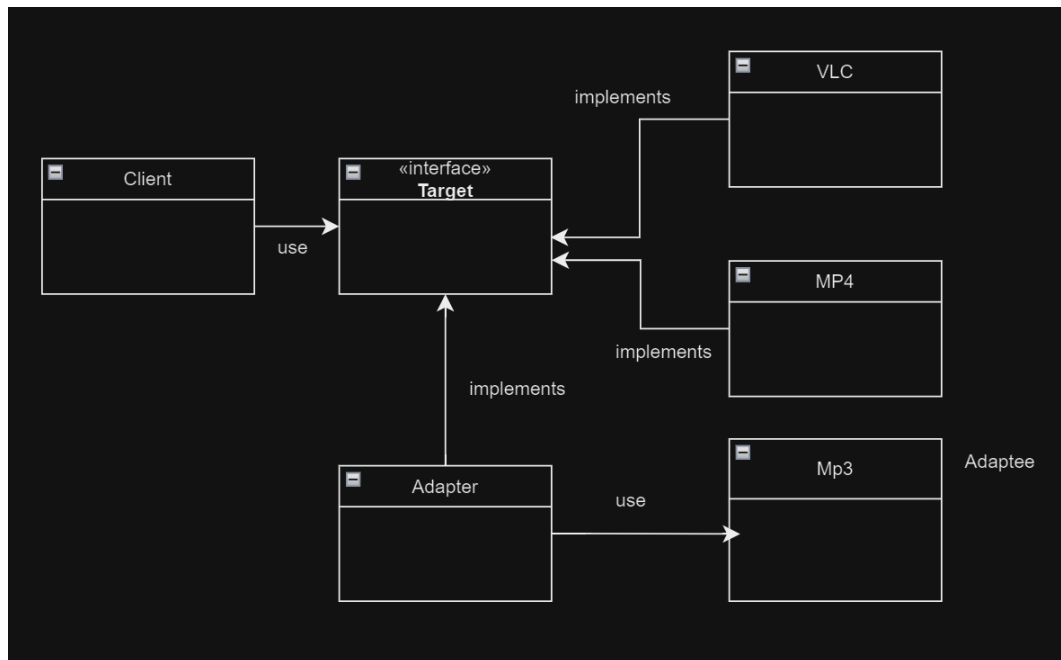 VLC
implements
Client
«interface»
Target
use
MP4
implements
implements
Adapter
use
Mp3
Adaptee